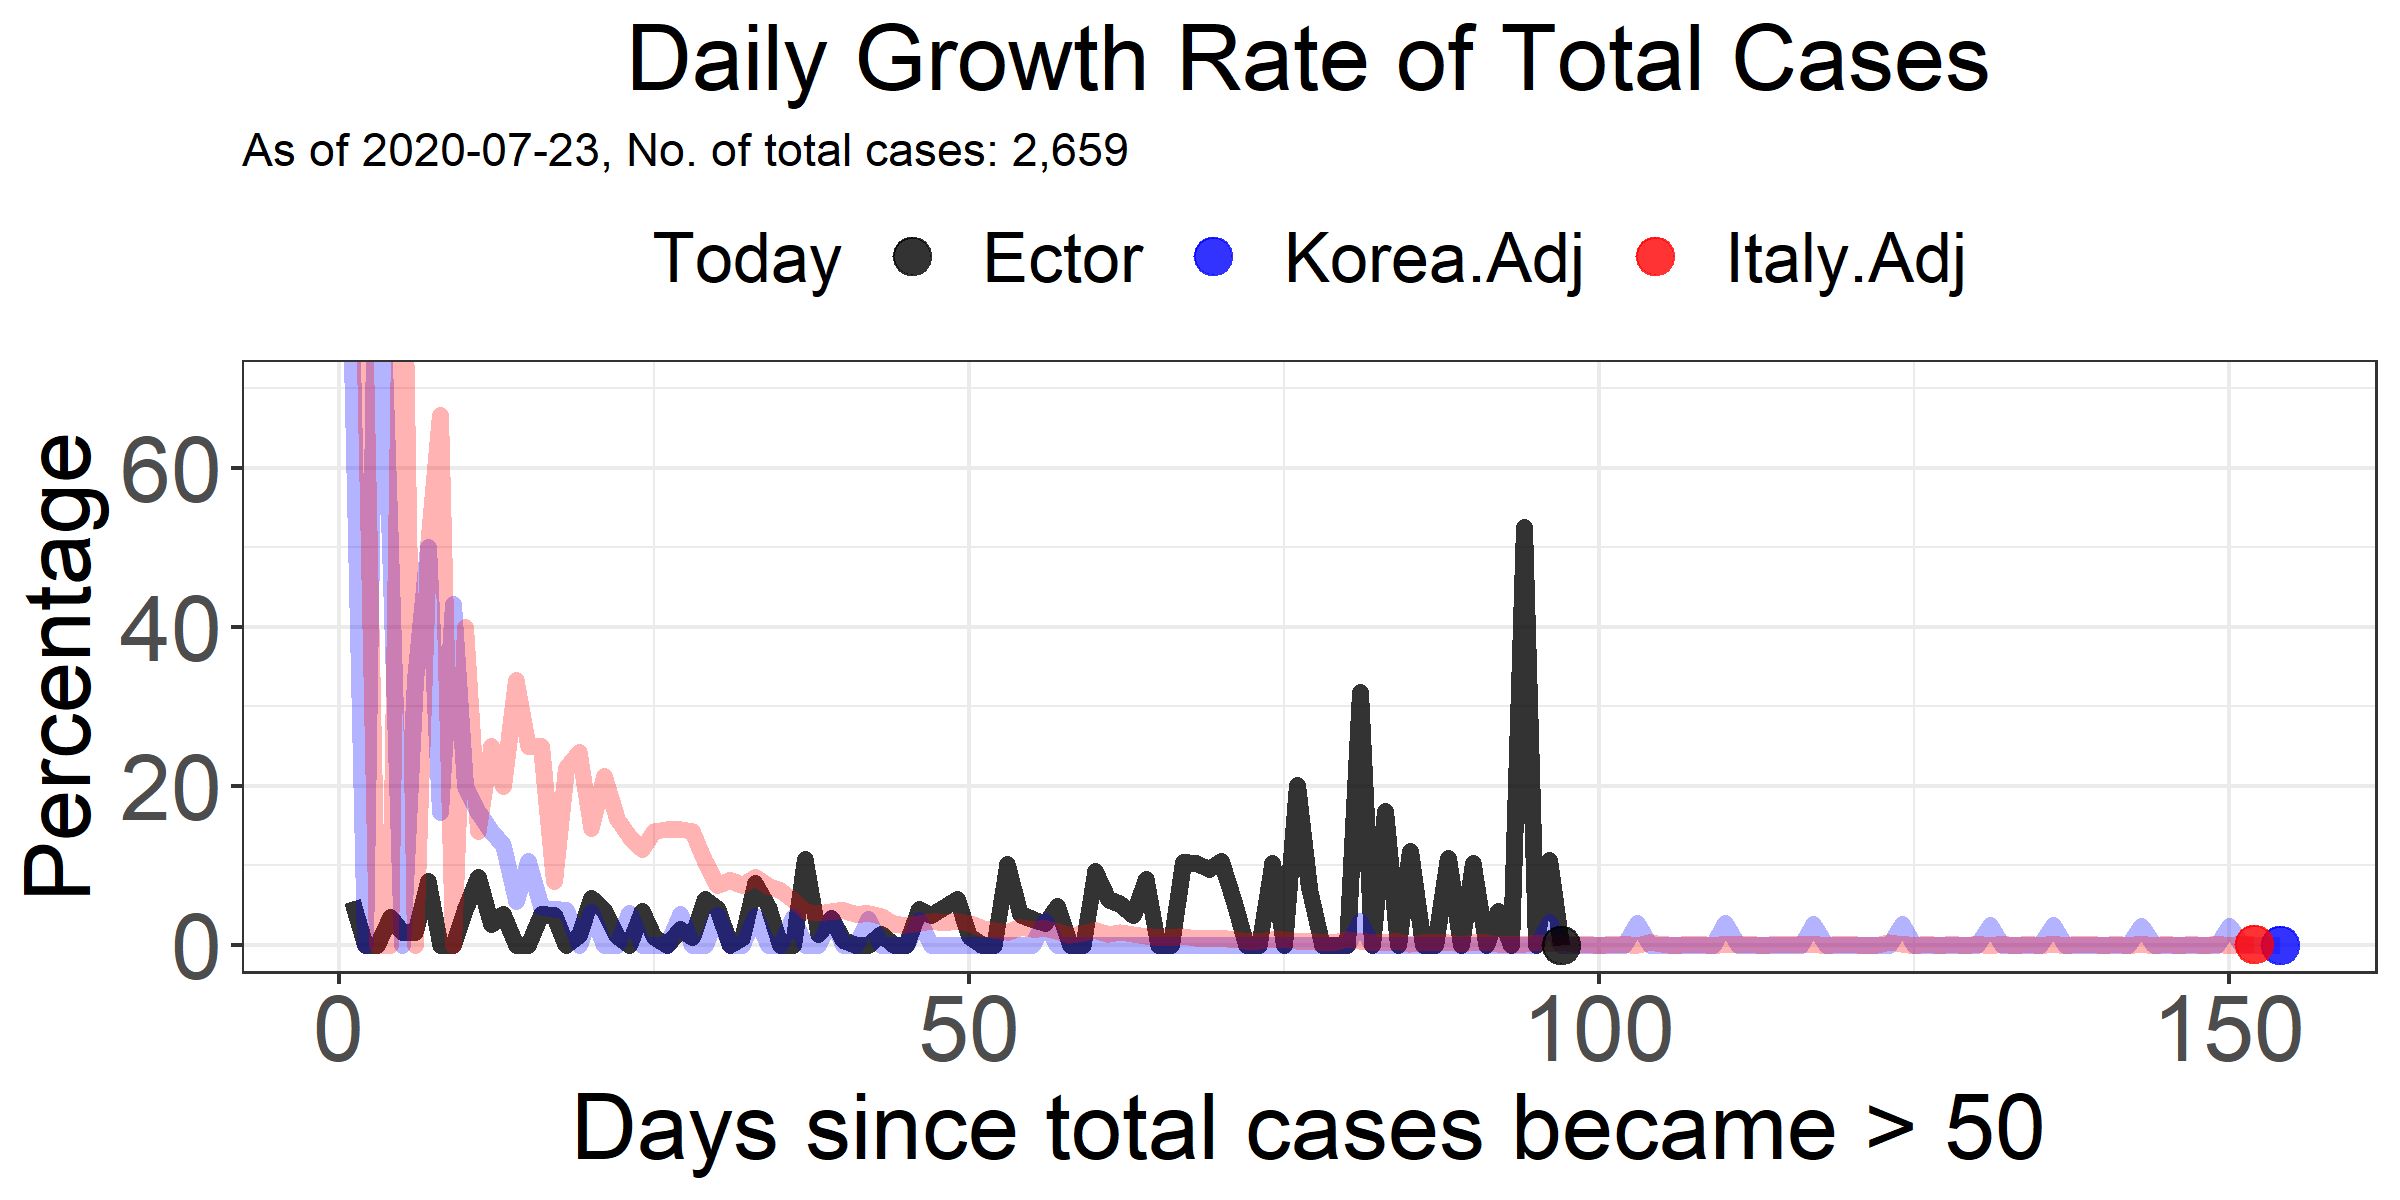 Daily Growth Rate of Total Cases
As of 2020-07-23, No. of total cases: 2,659
Today Ector Korea.Adj Italy.Adj
Percentage
60
40
20
0
0 50 100 150
Days since total cases became > 50